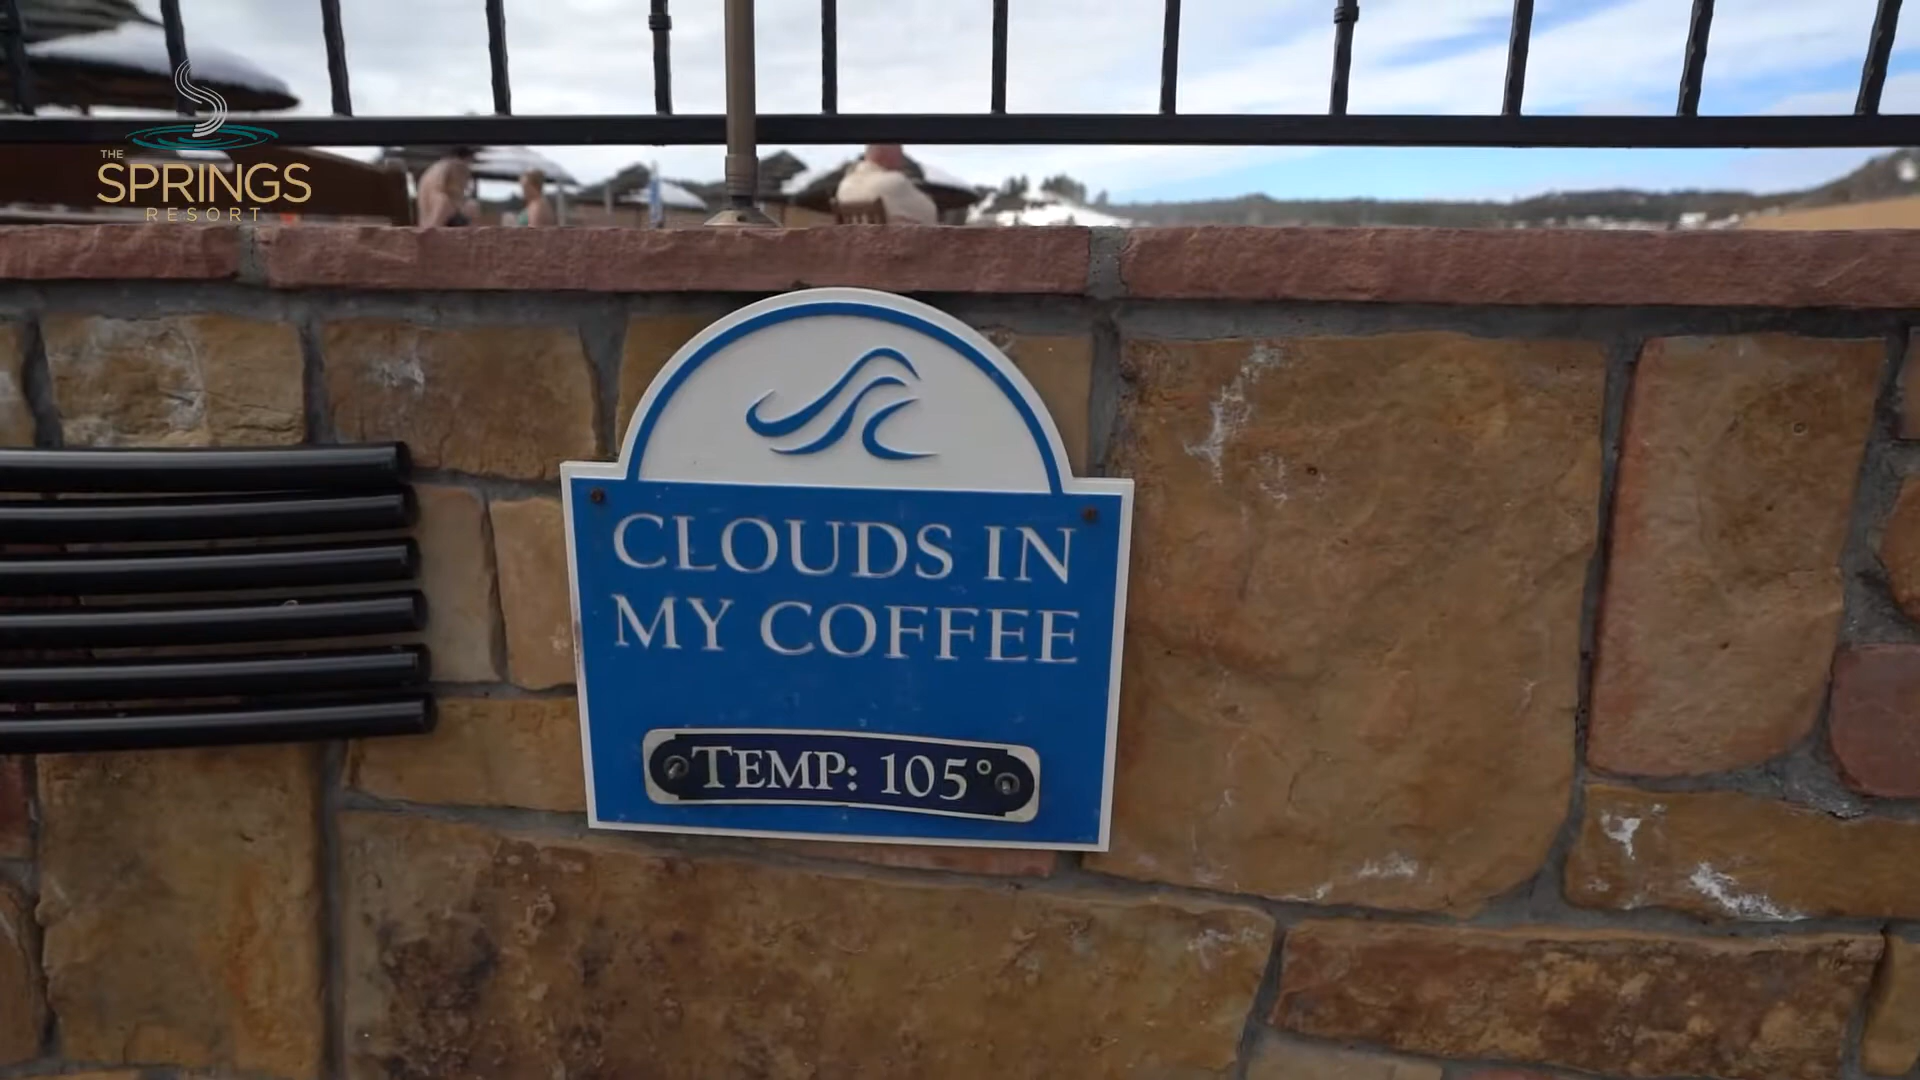 THE
SPRINGS
RESORT
CLOUDS IN
MY COFFEE
TEMP: 105°